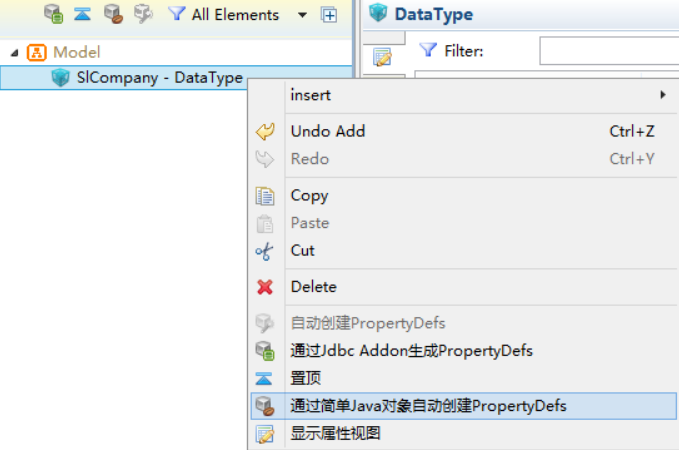 All Elements
DataType
Model
Filter:
SlCompany - DataType
insert
Undo Add Ctrl+Z
Redo Ctrl+Y
Copy
Paste
Cut
Delete
自动创建PropertyDefs
通过Jdbc Addon生成PropertyDefs
置顶
通过简单Java对象自动创建PropertyDefs
显示属性视图